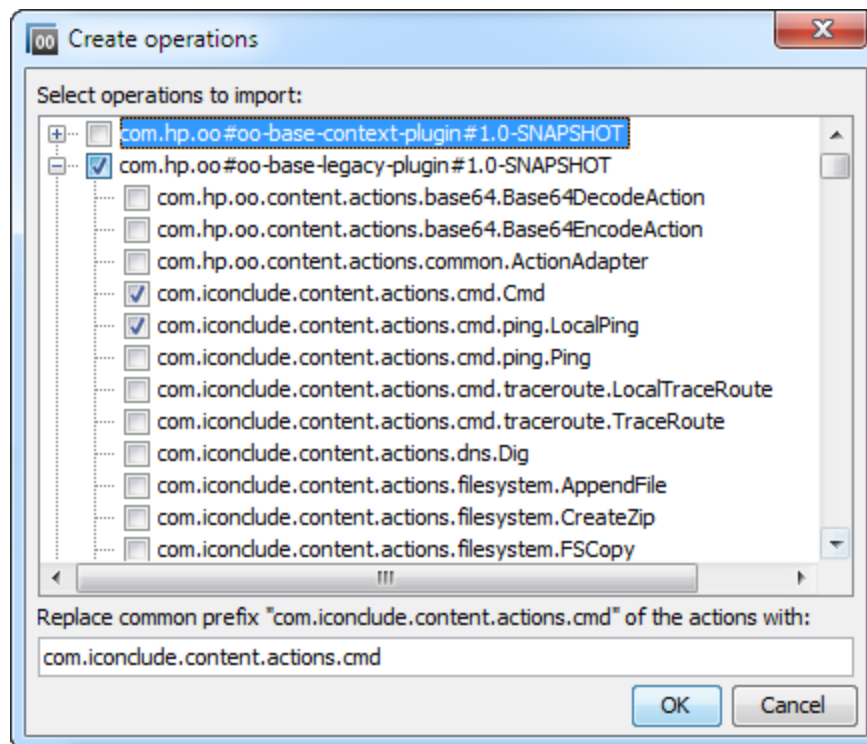 oo Create operations
Select operations to import:
com.hp.oo#oo-base-context-plugin#1.0-SNAPSHOT
com.hp.oo#oo-base-legacy-plugin#1.0-SNAPSHOT
com.hp.oo.content.actions.base64.Base64DecodeAction
com.hp.oo.content.actions.base64.Base64EncodeAction
com.hp.oo.content.actions.common.ActionAdapter
com.iconclude.content.actions.cmd.Cmd
com.iconclude.content.actions.cmd.ping.LocalPing
com.iconclude.content.actions.cmd.ping.Ping
com.iconclude.content.actions.cmd.traceroute.LocalTraceRoute
com.iconclude.content.actions.cmd.traceroute.TraceRoute
com.iconclude.content.actions.dns.Dig
com.iconclude.content.actions.filesystem.AppendFile
com.iconclude.content.actions.filesystem.CreateZip
com.iconclude.content.actions.filesystem.FSCopy
Replace common prefix "com.iconclude.content.actions.cmd" of the actions with:
com.iconclude.content.actions.cmd
OK Cancel